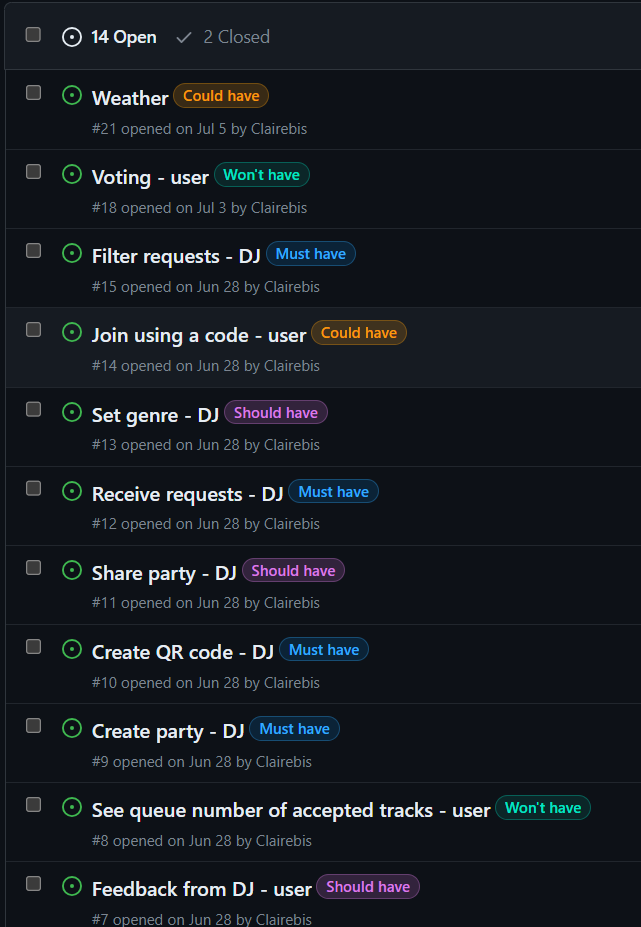 14 Open 2 Closed
Weather Could have
#21 opened on Jul 5 by Clairebis
Voting - user Won't have
#18 opened on Jul 3 by Clairebis
Filter requests - DJ Must have
#15 opened on Jun 28 by Clairebis
Join using a code - user Could have
#14 opened on Jun 28 by Clairebis
Set genre - DJ Should have
#13 opened on Jun 28 by Clairebis
Receive requests - DJ Must have
#12 opened on Jun 28 by Clairebis
Share party - DJ Should have
#11 opened on Jun 28 by Clairebis
Create QR code - DJ Must have
#10 opened on Jun 28 by Clairebis
Create party - DJ Must have
#9 opened on Jun 28 by Clairebis
See queue number of accepted tracks - user Won't have
#8 opened on Jun 28 by Clairebis
Feedback from DJ - user Should have
#7 opened on Jun 28 by Clairebis